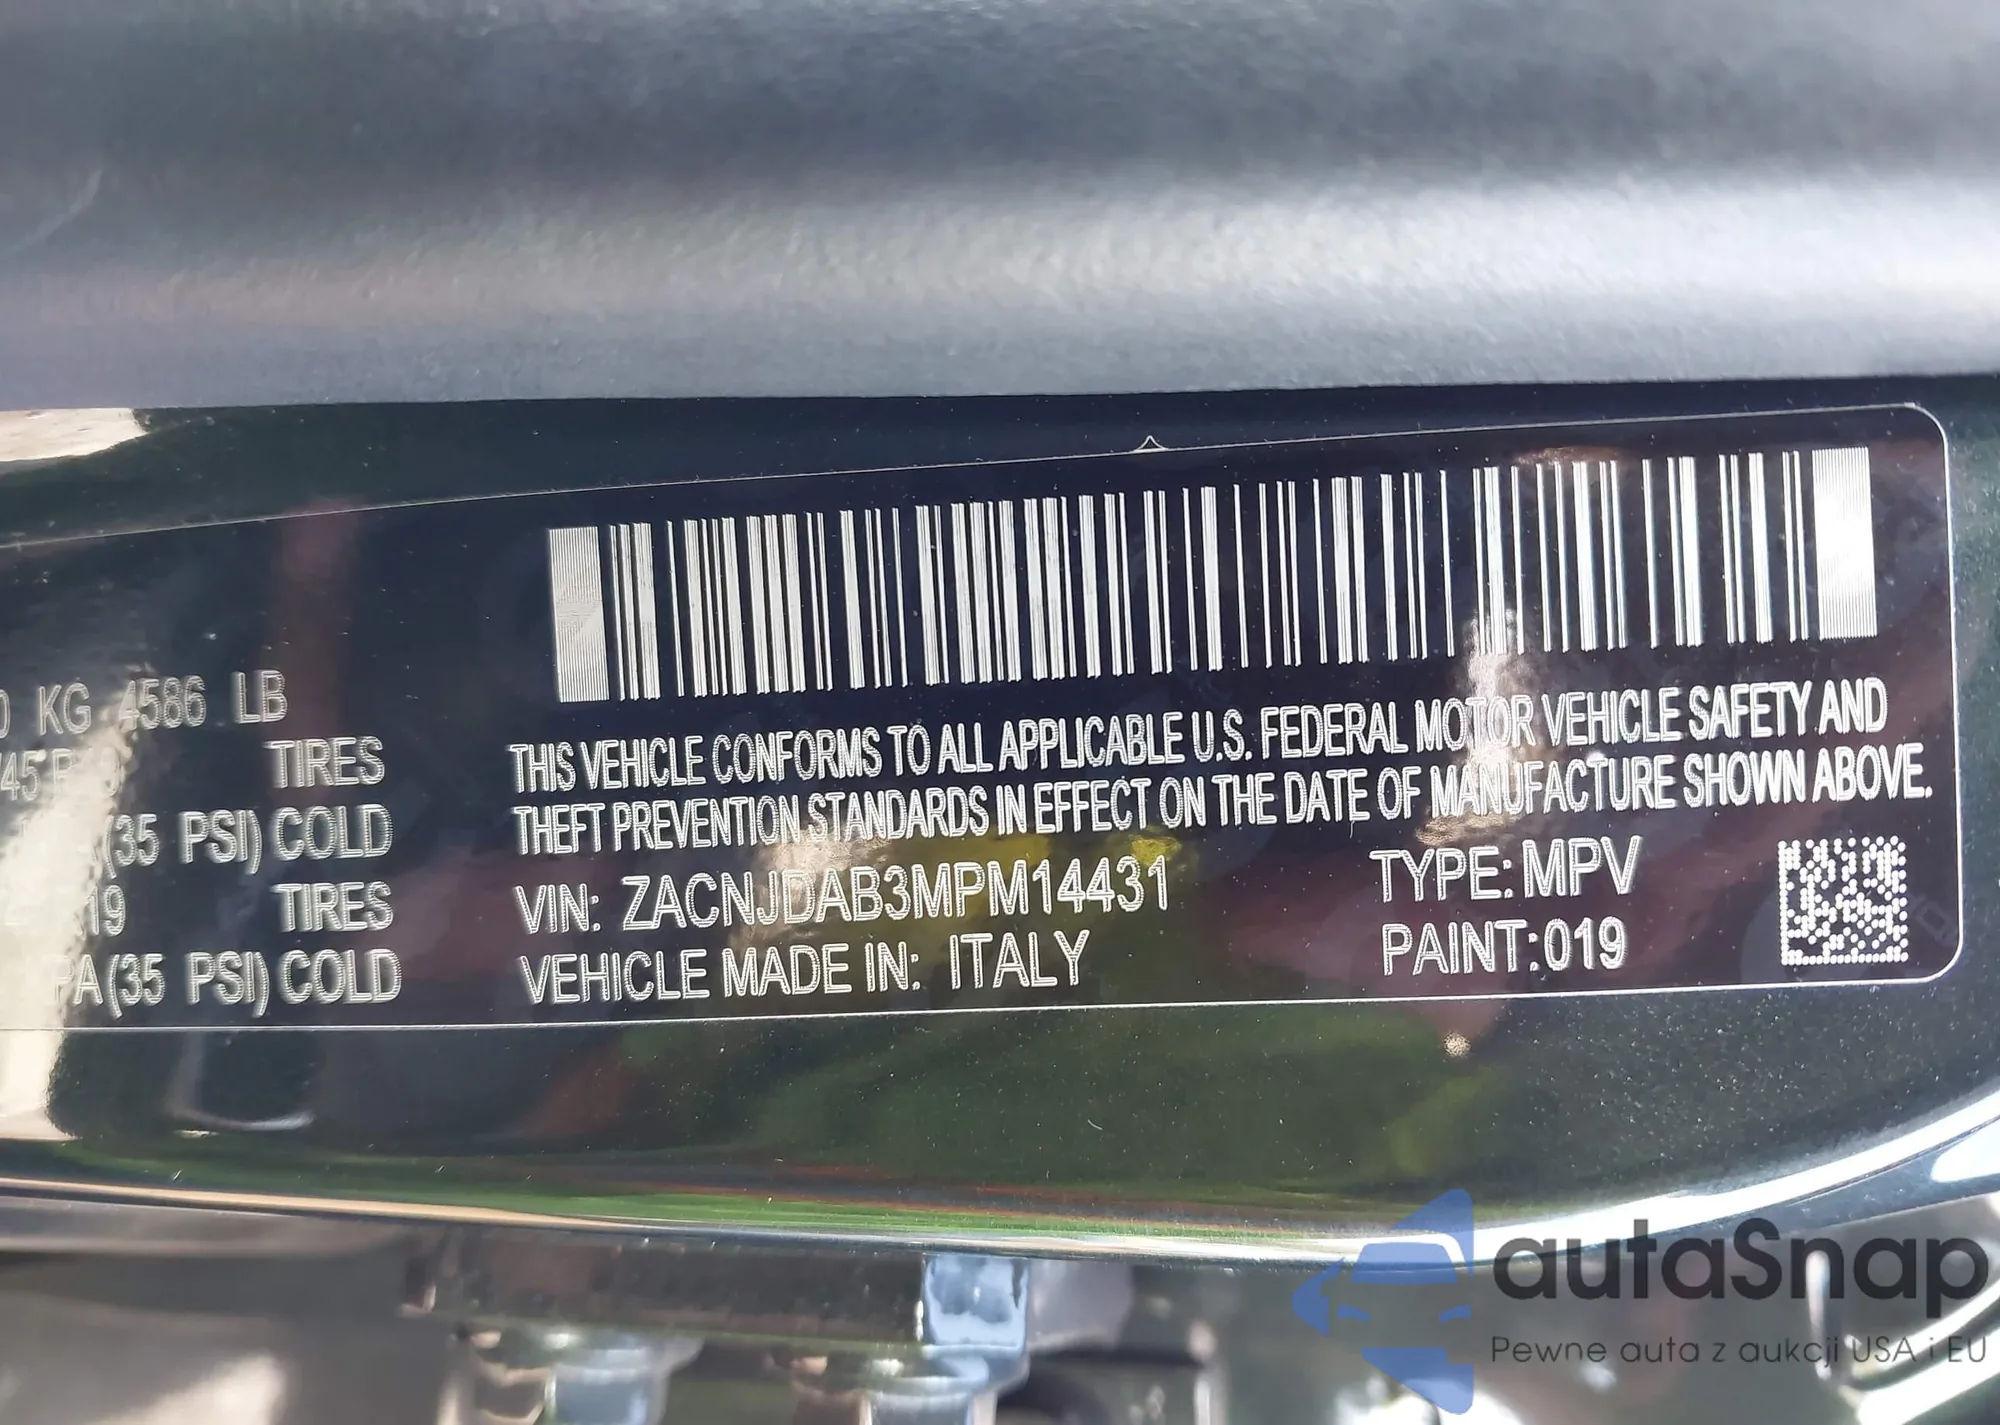 KG 4586 LB
TIRES
(35 PSI) COLD
19 TIRES
PA (35 PSI) COLD
THIS VEHICLE CONFORMS TO ALL APPLICABLE U.S. FEDERAL MOTOR VEHICLE SAFETY AND
THEFT PREVENTION STANDARDS IN EFFECT ON THE DATE OF MANUFACTURE SHOWN ABOVE.
VIN: ZACNJDAB3MPM14431
TYPE: MPV
VEHICLE MADE IN: ITALY
PAINT: 019
autaSnap
Pewne auta z aukcji USA i EU